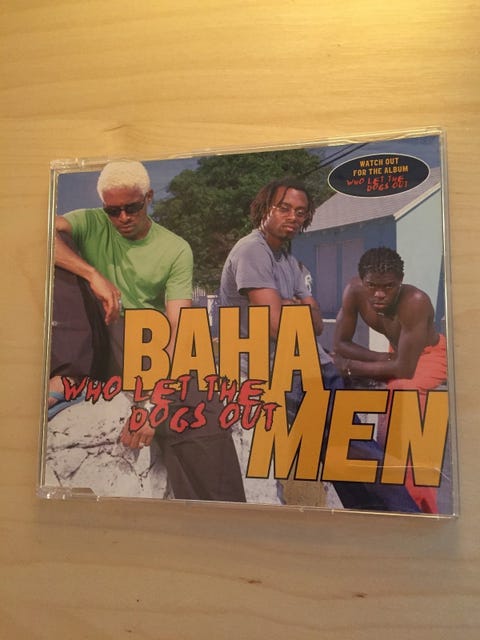 WATCH OUT
FOR THE ALBUM
WHO LET THE
DOGS OUT
BAHA
MEN
WHO LET THE
DOGS OUT